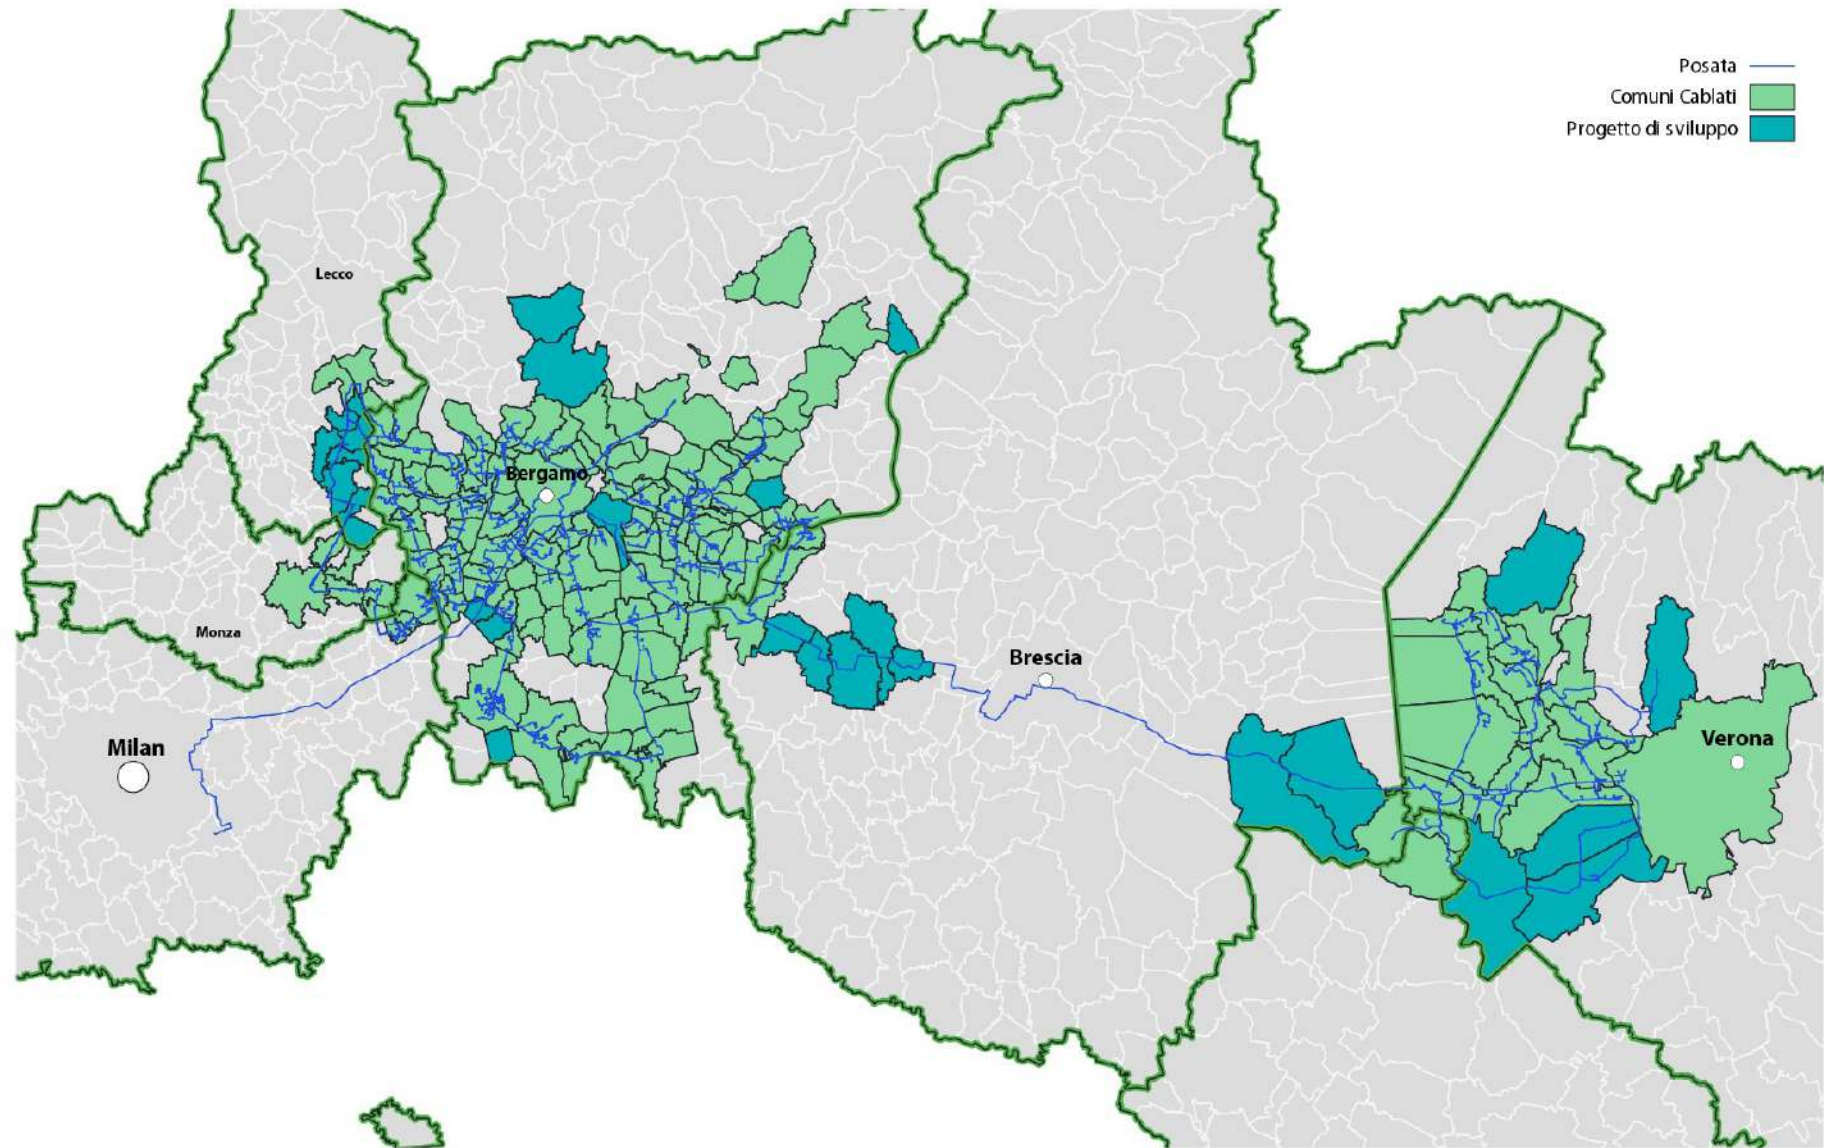 Posata
Comuni Cablati
Progetto di sviluppo
Lecco
Bergamo
Monza
Brescia
Milan
Verona